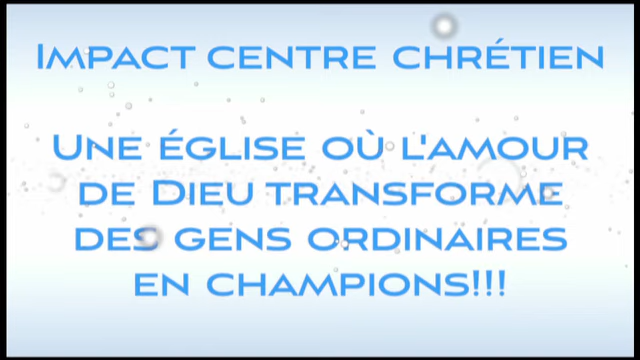 Impact centre chrétien
Une église où l'amour
de Dieu transforme
des gens ordinaires
en champions!!!